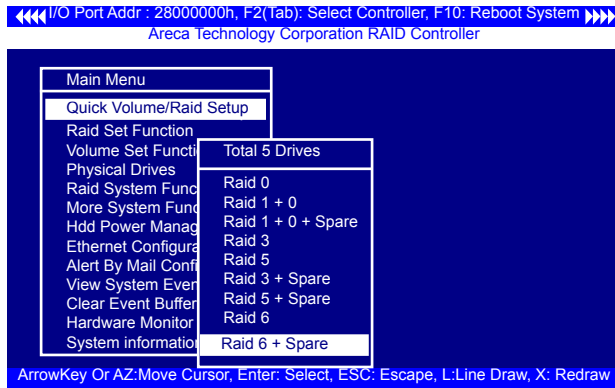 I/O Port Addr : 28000000h, F2(Tab): Select Controller, F10: Reboot System
Areca Technology Corporation RAID Controller
Main Menu
Quick Volume/Raid Setup
Raid Set Function
Volume Set Functi
Physical Drives
Raid System Func
More System Func
Hdd Power Manag
Ethernet Configura
Alert By Mail Confi
View System Even
Clear Event Buffer
Hardware Monitor
System informatio
Total 5 Drives
Raid 0
Raid 1 + 0
Raid 1 + 0 + Spare
Raid 3
Raid 5
Raid 3 + Spare
Raid 5 + Spare
Raid 6
Raid 6 + Spare
ArrowKey Or AZ:Move Cursor, Enter: Select, ESC: Escape, L:Line Draw, X: Redraw